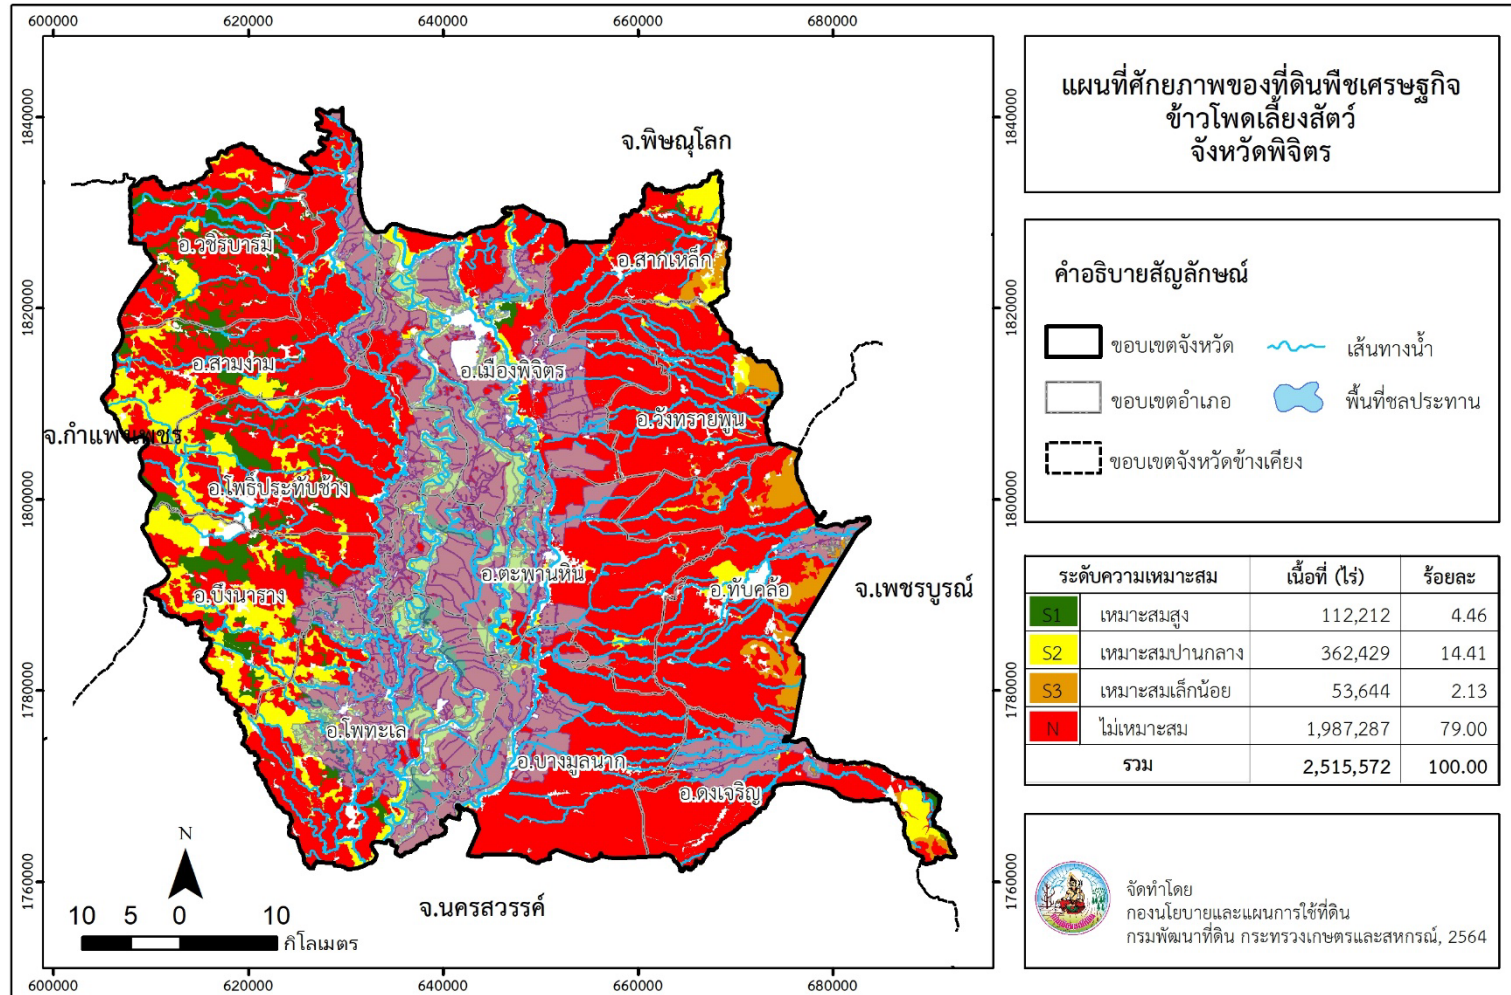 600000 620000 640000 660000 680000
1840000
1820000
1800000
1780000
1760000
จ.พิษณุโลก
อ.วชิรบารมี
อ.สากเหล็ก
อ.สามง่าม
อ.เมืองพิจิตร
อ.วังทรายพูน
จ.กำแพงเพชร
อ.โพธิ์ประทับช้าง
อ.ตะพานหิน
อ.ทับคล้อ
จ.เพชรบูรณ์
อ.บึงนาราง
อ.โพทะเล
อ.บางมูลนาก
อ.ดงเจริญ
จ.นครสวรรค์
N
10 5 0 10
กิโลเมตร
1840000
1820000
1800000
1780000
1760000
600000 620000 640000 660000 680000
แผนที่ศักยภาพของที่ดินพืชเศรษฐกิจ
ข้าวโพดเลี้ยงสัตว์
จังหวัดพิจิตร
คำอธิบายสัญลักษณ์
ขอบเขตจังหวัด เส้นทางน้ำ
ขอบเขตอำเภอ พื้นที่ชลประทาน
ขอบเขตจังหวัดข้างเคียง
ระดับความเหมาะสม เนื้อที่ (ไร่) ร้อยละ
S1 เหมาะสมสูง 112,212 4.46
S2 เหมาะสมปานกลาง 362,429 14.41
S3 เหมาะสมเล็กน้อย 53,644 2.13
N ไม่เหมาะสม 1,987,287 79.00
รวม 2,515,572 100.00
จัดทำโดย
กองนโยบายและแผนการใช้ที่ดิน
กรมพัฒนาที่ดิน กระทรวงเกษตรและสหกรณ์, 2564